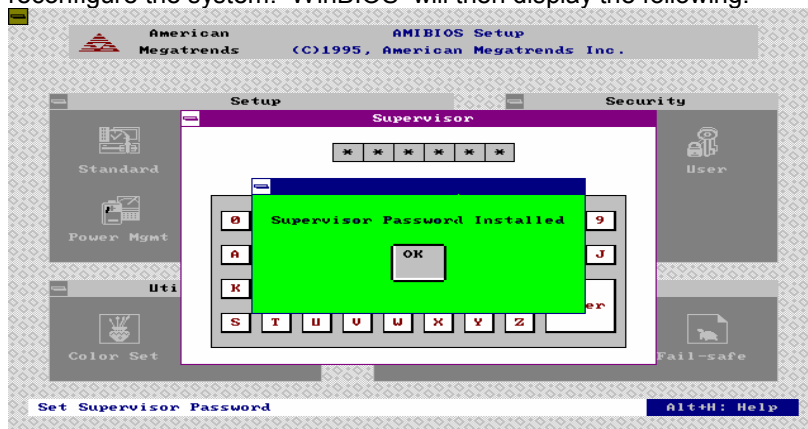 reconfigure the system. WinBIOS will then display the following:
American AMIBIOS Setup
Megatrends (C)1995, American Megatrends Inc.
Setup Security
Supervisor
* * * * * *
Standard User
Supervisor Password Installed
0 9
Power Mgmt
OK
A J
Uti
K
er
S T U V W X Y Z
Color Set Fail-safe
Set Supervisor Password Alt+H: Help